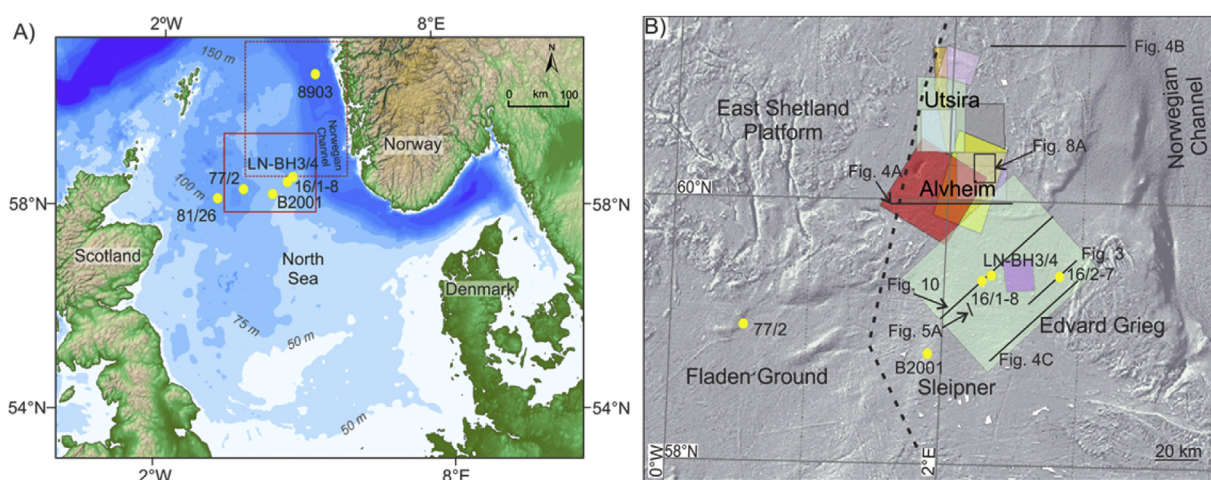 A)
2°W
8°E
150 m
8903
N
0 km 100
Norwegian
Channel
Norway
LN-BH3/4
77/2
16/1-8
100 m
B2001
58°N
58°N
81/26
Scotland
North
Sea
Denmark
75 m
50 m
54°N
54°N
50 m
2°W
8°E
B)
Fig. 4B
Utsira
East Shetland
Platform
Norwegian
Channel
Fig. 8A
Fig. 4A
60°N
Alvheim
LN-BH3/4
Fig. 3
16/2-7
Fig. 10
16/1-8
77/2
Fig. 5A
Edvard Grieg
B2001
Fig. 4C
Fladen Ground
Sleipner
0°W
58°N
2°E
20 km